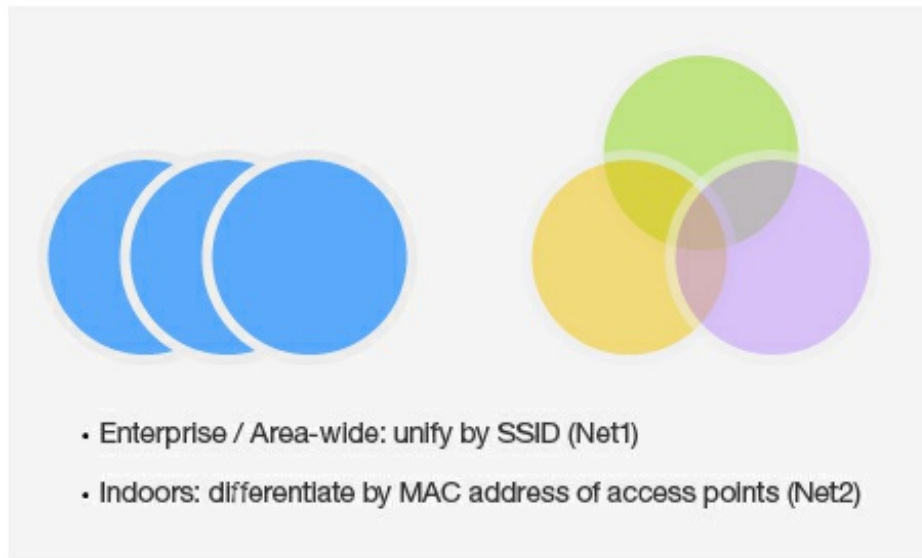 • Enterprise / Area-wide: unify by SSID (Net1)
• Indoors: differentiate by MAC address of access points (Net2)